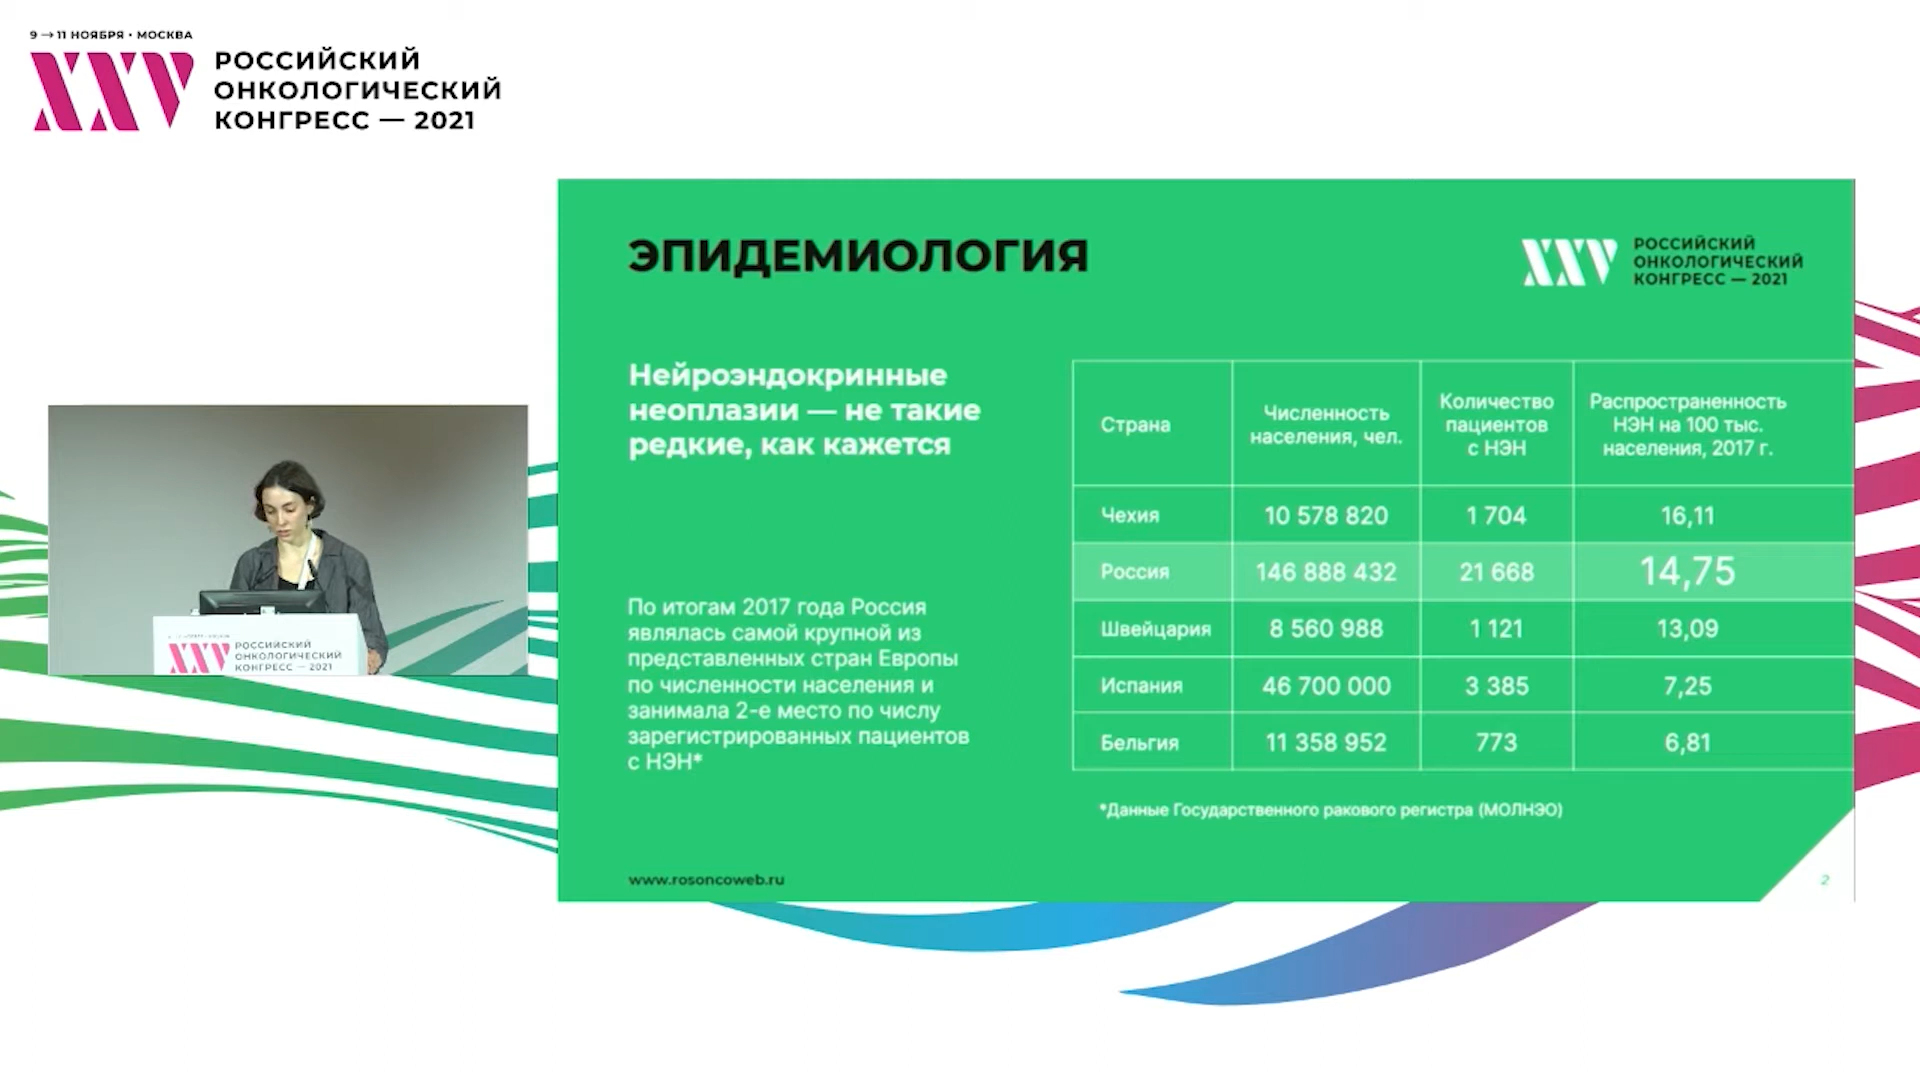 9 → 11 НОЯБРЯ • МОСКВА
XXV
РОССИЙСКИЙ
ОНКОЛОГИЧЕСКИЙ
КОНГРЕСС — 2021
ЭПИДЕМИОЛОГИЯ
XXV
РОССИЙСКИЙ
ОНКОЛОГИЧЕСКИЙ
КОНГРЕСС — 2021
Нейроэндокринные
неоплазии — не такие
редкие, как кажется
По итогам 2017 года Россия
являлась самой крупной из
представленных стран Европы
по численности населения и
занимала 2-е место по числу
зарегистрированных пациентов
с НЭН*
Страна
Численность
населения, чел.
Количество
пациентов
с НЭН
Распространенность
НЭН на 100 тыс.
населения, 2017 г.
Чехия 10 578 820 1 704 16,11
Россия 146 888 432 21 668 14,75
Швейцария 8 560 988 1 121 13,09
Испания 46 700 000 3 385 7,25
Бельгия 11 358 952 773 6,81
*Данные Государственного ракового регистра (МОЛНЭО)
www.rosoncoweb.ru
2
XXV
РОССИЙСКИЙ
ОНКОЛОГИЧЕСКИЙ
КОНГРЕСС — 2021